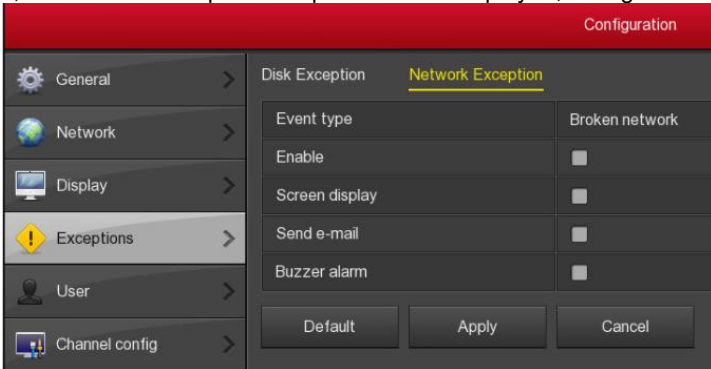 Configuration
General
Network
Display
Exceptions
User
Channel config
Disk Exception Network Exception
Event type Broken network
Enable
Screen display
Send e-mail
Buzzer alarm
Default Apply Cancel